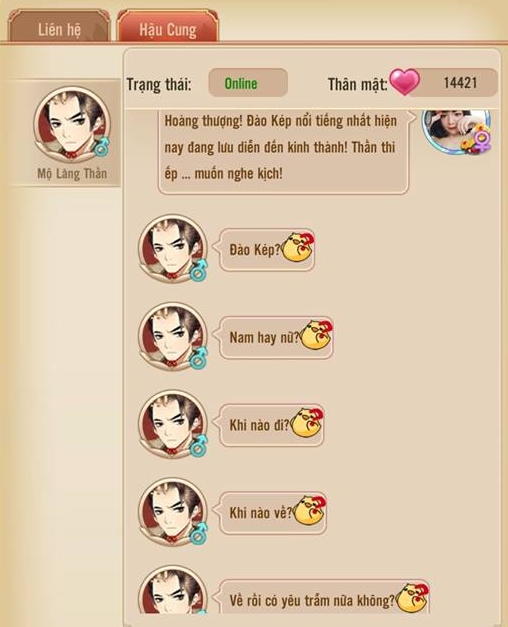 Liên hệ
Hậu Cung
Trạng thái:
Online
Thân mật:
14421
Mộ Lăng Thần
Hoàng thượng! Đào Kép nổi tiếng nhất hiện
nay đang lưu diễn đến kinh thành! Thần thi
ếp ... muốn nghe kịch!
Đào Kép?
Nam hay nữ?
Khi nào đi?
Khi nào về?
Về rồi có yêu trẫm nữa không?